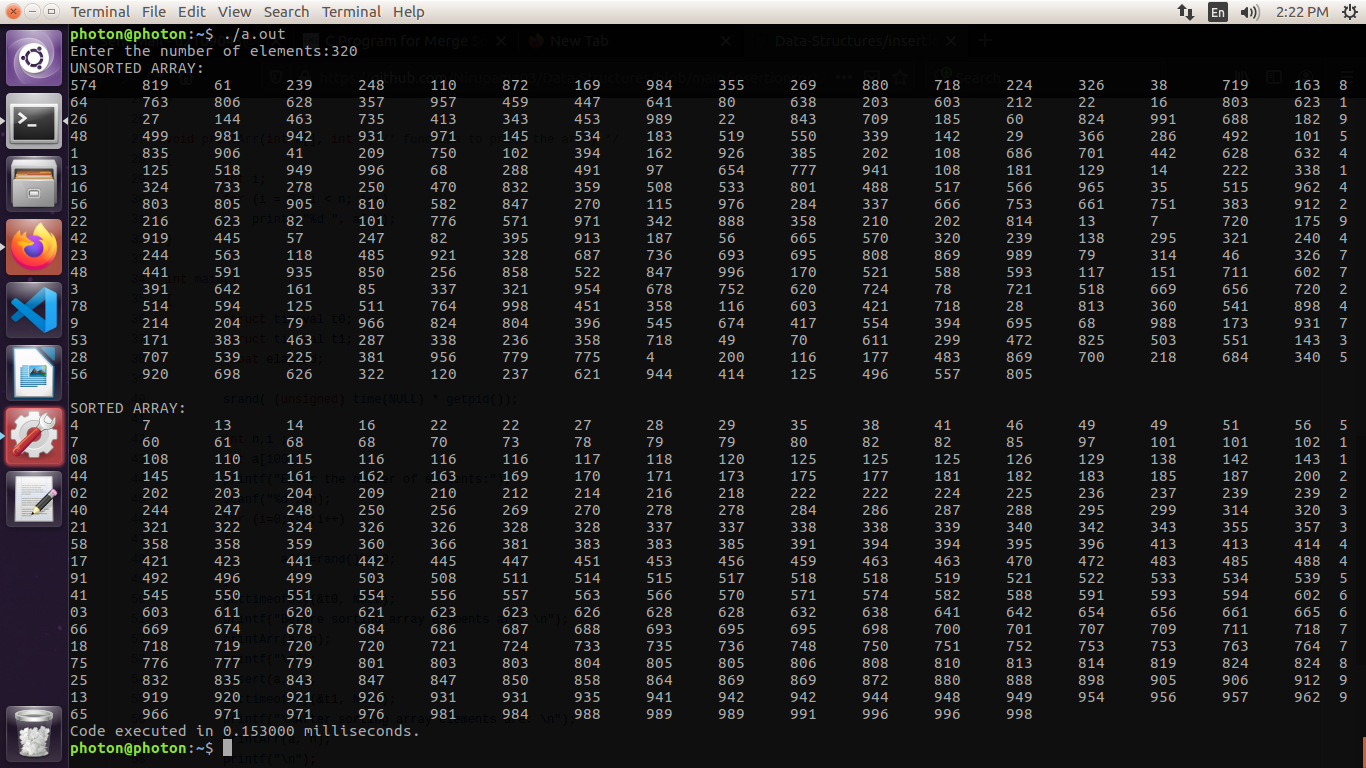 Terminal File Edit View Search Terminal Help En 2:22 PM
photon@photon:~$ ./a.out
Enter the number of elements:320
UNSORTED ARRAY:
574 819 61 239 248 110 872 169 984 355 269 880 718 224 326 38 719 163 8
64 763 806 628 357 957 459 447 641 80 638 203 603 212 22 16 803 623 1
26 27 144 463 735 413 343 453 989 22 843 709 185 60 824 991 688 182 9
48 499 981 942 931 971 145 534 183 519 550 339 142 29 366 286 492 101 5
1 835 906 41 209 750 102 394 162 926 385 202 108 686 701 442 628 632 4
13 125 518 949 996 68 288 491 97 654 777 941 108 181 129 14 222 338 1
16 324 733 278 250 470 832 359 508 533 801 488 517 566 965 35 515 962 4
56 803 805 905 810 582 847 270 115 976 284 337 666 753 661 751 383 912 2
22 216 623 82 101 776 571 971 342 888 358 210 202 814 13 7 720 175 9
42 919 445 57 247 82 395 913 187 56 665 570 320 239 138 295 321 240 4
23 244 563 118 485 921 328 687 736 693 695 808 869 989 79 314 46 326 7
48 441 591 935 850 256 858 522 847 996 170 521 588 593 117 151 711 602 7
3 391 642 161 85 337 321 954 678 752 620 724 78 721 518 669 656 720 2
78 514 594 125 511 764 998 451 358 116 603 421 718 28 813 360 541 898 4
9 214 204 79 966 824 804 396 545 674 417 554 394 695 68 988 173 931 7
53 171 383 463 287 338 236 358 718 49 70 611 299 472 825 503 551 143 3
28 707 539 225 381 956 779 775 4 200 116 177 483 869 700 218 684 340 5
56 920 698 626 322 120 237 621 944 414 125 496 557 805
SORTED ARRAY:
4 7 13 14 16 22 22 27 28 29 35 38 41 46 49 49 51 56 5
7 60 61 68 68 70 73 78 79 79 80 82 82 85 97 101 101 102 1
08 108 110 115 116 116 116 117 118 120 125 125 125 126 129 138 142 143 1
44 145 151 161 162 163 169 170 171 173 175 177 181 182 183 185 187 200 2
02 202 203 204 209 210 212 214 216 218 222 222 224 225 236 237 239 239 2
40 244 247 248 250 256 269 270 278 278 284 286 287 288 295 299 314 320 3
21 321 322 324 326 326 328 328 337 337 338 338 339 340 342 343 355 357 3
58 358 358 359 360 366 381 383 383 385 391 394 394 395 396 413 413 414 4
17 421 423 441 442 445 447 451 453 456 459 463 463 470 472 483 485 488 4
91 492 496 499 503 508 511 514 515 517 518 518 519 521 522 533 534 539 5
41 545 550 551 554 556 557 563 566 570 571 574 582 588 591 593 594 602 6
03 603 611 620 621 623 623 626 628 628 632 638 641 642 654 656 661 665 6
66 669 674 678 684 686 687 688 693 695 695 698 700 701 707 709 711 718 7
18 718 719 720 720 721 724 733 735 736 748 750 751 752 753 753 763 764 7
75 776 777 779 801 803 803 804 805 805 806 808 810 813 814 819 824 824 8
25 832 835 843 847 847 850 858 864 869 869 872 880 888 898 905 906 912 9
13 919 920 921 926 931 931 935 941 942 942 944 948 949 954 956 957 962 9
65 966 971 971 976 981 984 988 989 989 991 996 996 998
Code executed in 0.153000 milliseconds.
photon@photon:~$